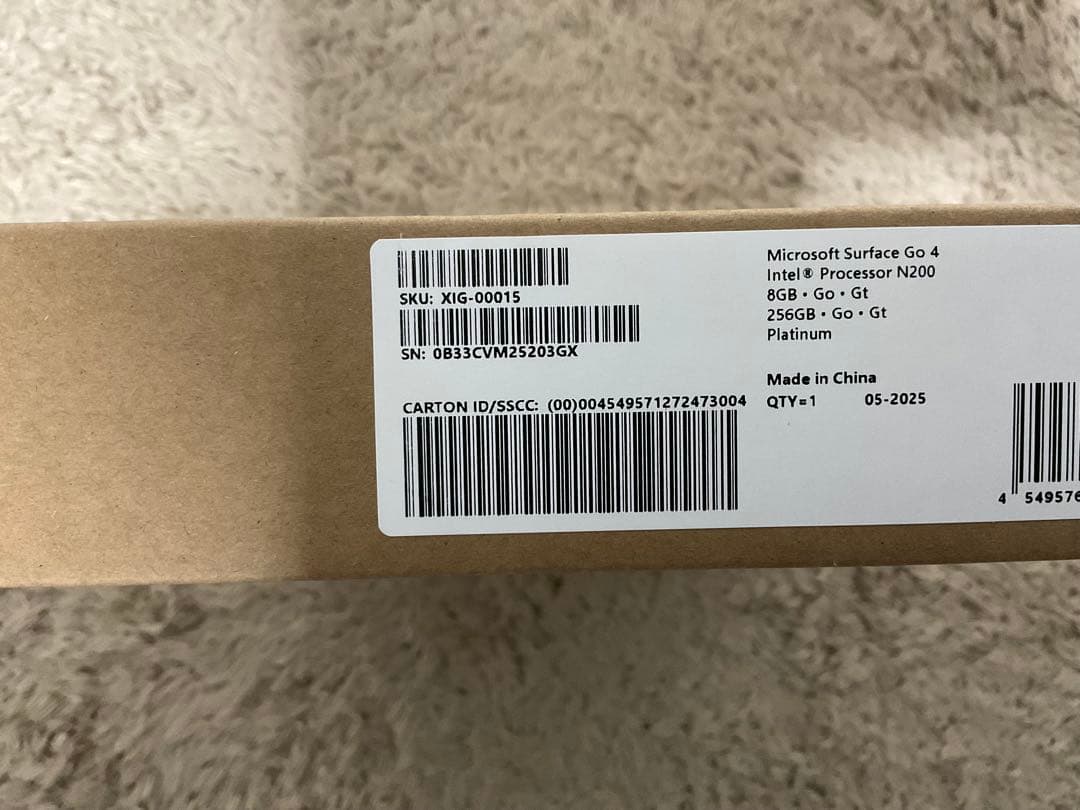 SKU: XIG-00015
SN: 0B33CVM25203GX
CARTON ID/SSCC: (00)004549571272473004
Microsoft Surface Go 4
Intel® Processor N200
8GB • Go • Gt
256GB • Go • Gt
Platinum
Made in China
QTY=1 05-2025
4 549576